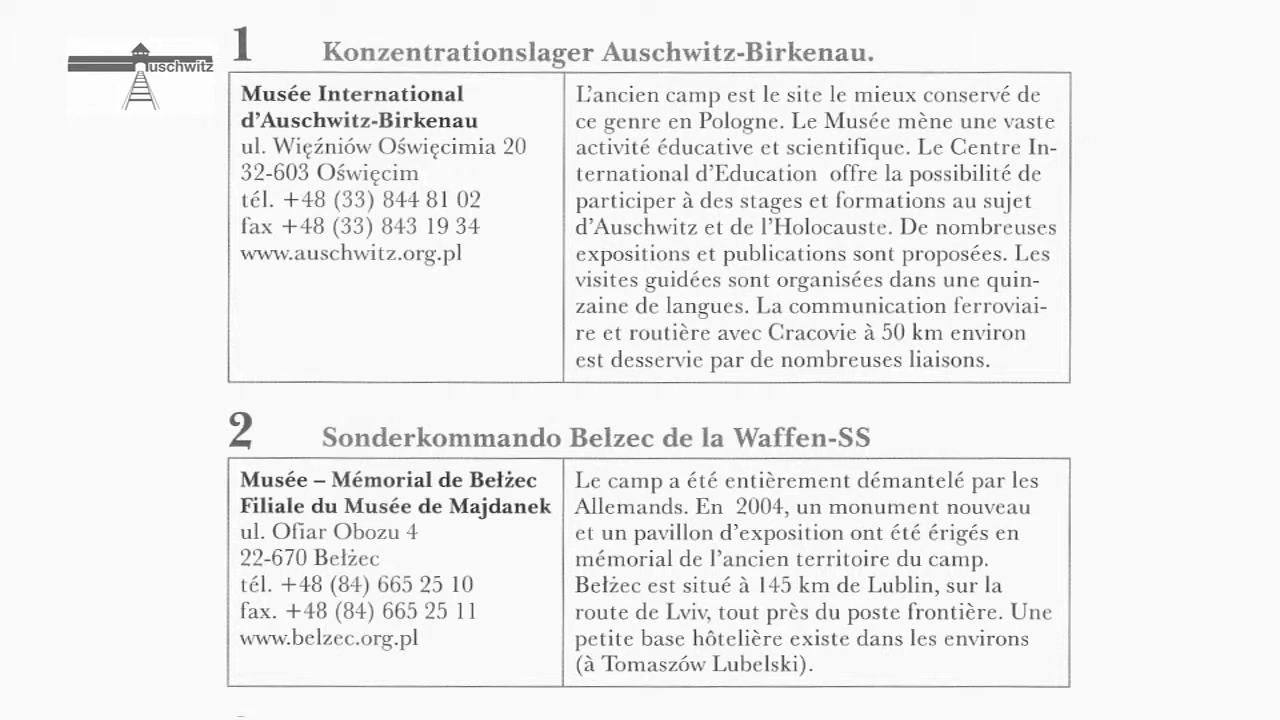 uschwitz
1
Konzentrationslager Auschwitz-Birkenau.
Musée International
d'Auschwitz-Birkenau
ul. Więźniów Oświęcimia 20
32-603 Oświęcim
tél. +48 (33) 844 81 02
fax +48 (33) 843 19 34
www.auschwitz.org.pl
L'ancien camp est le site le mieux conservé de
ce genre en Pologne. Le Musée mène une vaste
activité éducative et scientifique. Le Centre In-
ternational d'Education offre la possibilité de
participer à des stages et formations au sujet
d'Auschwitz et de l'Holocauste. De nombreuses
expositions et publications sont proposées. Les
visites guidées sont organisées dans une quin-
zaine de langues. La communication ferroviai-
re et routière avec Cracovie à 50 km environ
est desservie par de nombreuses liaisons.
2
Sonderkommando Belzec de la Waffen-SS
Musée – Mémorial de Bełżec
Filiale du Musée de Majdanek
ul. Ofiar Obozu 4
22-670 Bełżec
tél. +48 (84) 665 25 10
fax. +48 (84) 665 25 11
www.belzec.org.pl
Le camp a été entièrement démantelé par les
Allemands. En 2004, un monument nouveau
et un pavillon d'exposition ont été érigés en
mémorial de l'ancien territoire du camp.
Bełżec est situé à 145 km de Lublin, sur la
route de Lviv, tout près du poste frontière. Une
petite base hôtelière existe dans les environs
(à Tomaszów Lubelski).